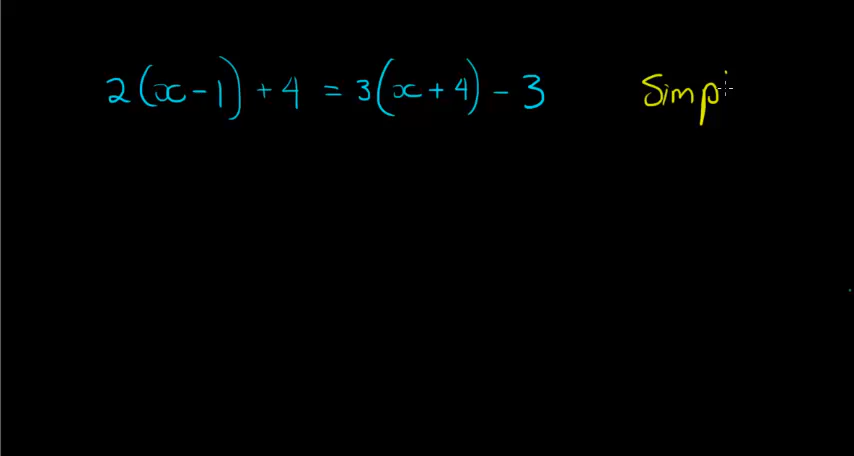 2(x-1)+4 = 3(x+4)-3 Simp